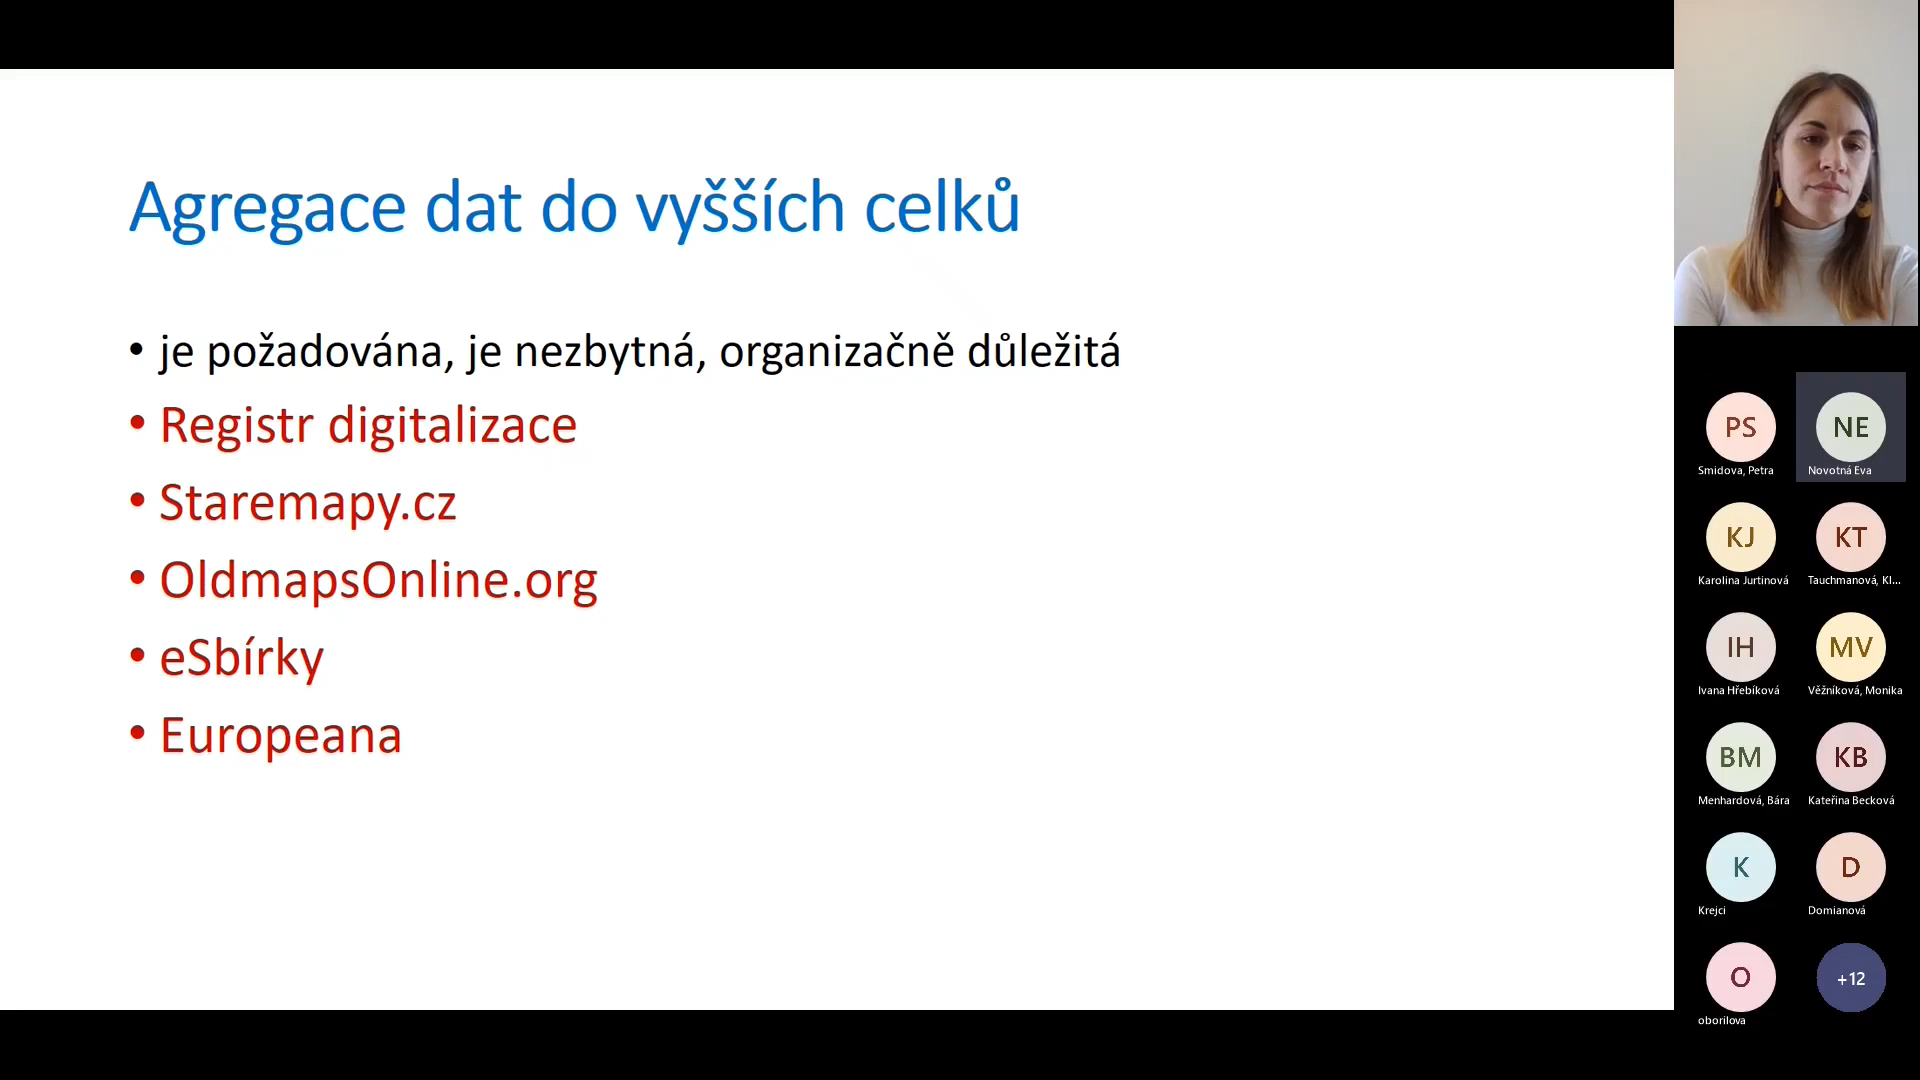 Agregace dat do vyšších celků
• je požadována, je nezbytná, organizačně důležitá
• Registr digitalizace
• Staremapy.cz
• OldmapsOnline.org
• eSbírky
• Europeana
PS
Smidova, Petra
NE
Novotná Eva
KJ
Karolina Jurtinová
KT
Tauchmanová, Kl...
IH
Ivana Hřebíková
MV
Věžníková, Monika
BM
Menhardová, Bára
KB
Kateřina Becková
K
Krejci
D
Domianová
O
oborilova
+12